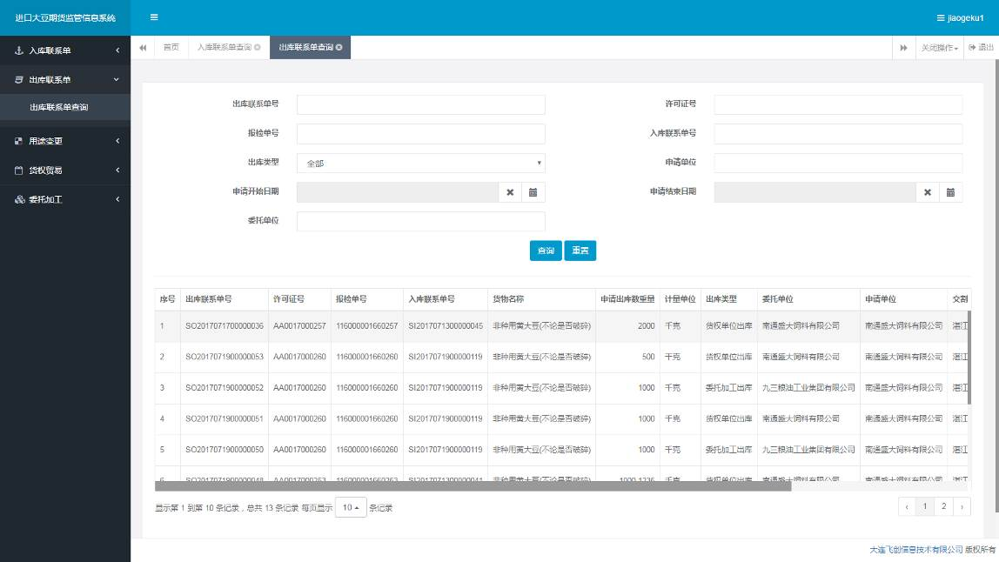 进口大豆期货监管信息系统
jiaogeku1
入库联系单
出库联系单
出库联系单查询
用途变更
货权贸易
委托加工
首页 入库联系单查询 出库联系单查询 关闭操作 退出
出库联系单号 许可证号
报检单号 入库联系单号
出库类型 全部 申请单位
申请开始日期 申请结束日期
委托单位
查询 重置
序号 出库联系单号 许可证号 报检单号 入库联系单号 货物名称 申请出库数重量 计量单位 出库类型 委托单位 申请单位 交割
1 SO2017071700000036 AA0017000257 116000001660257 SI2017071300000045 非种用黄大豆(不论是否破碎) 2000 千克 货权单位出库 南通盛大饲料有限公司 南通盛大饲料有限公司 湛江
2 SO2017071900000053 AA0017000260 116000001660260 SI2017071900000119 非种用黄大豆(不论是否破碎) 500 千克 货权单位出库 南通盛大饲料有限公司 南通盛大饲料有限公司 湛江
3 SO2017071900000052 AA0017000260 116000001660260 SI2017071900000119 非种用黄大豆(不论是否破碎) 1000 千克 委托加工出库 九三粮油工业集团有限公司 南通盛大饲料有限公司 湛江
4 SO2017071900000051 AA0017000260 116000001660260 SI2017071900000119 非种用黄大豆(不论是否破碎) 1000 千克 货权单位出库 南通盛大饲料有限公司 南通盛大饲料有限公司 湛江
5 SO2017071900000050 AA0017000260 116000001660260 SI2017071900000119 非种用黄大豆(不论是否破碎) 1000 千克 委托加工出库 九三粮油工业集团有限公司 南通盛大饲料有限公司 湛江
显示第 1 到第 10 条记录，总共 13 条记录 每页显示 10 条记录
‹ 1 2 ›
大连飞创信息技术有限公司 版权所有